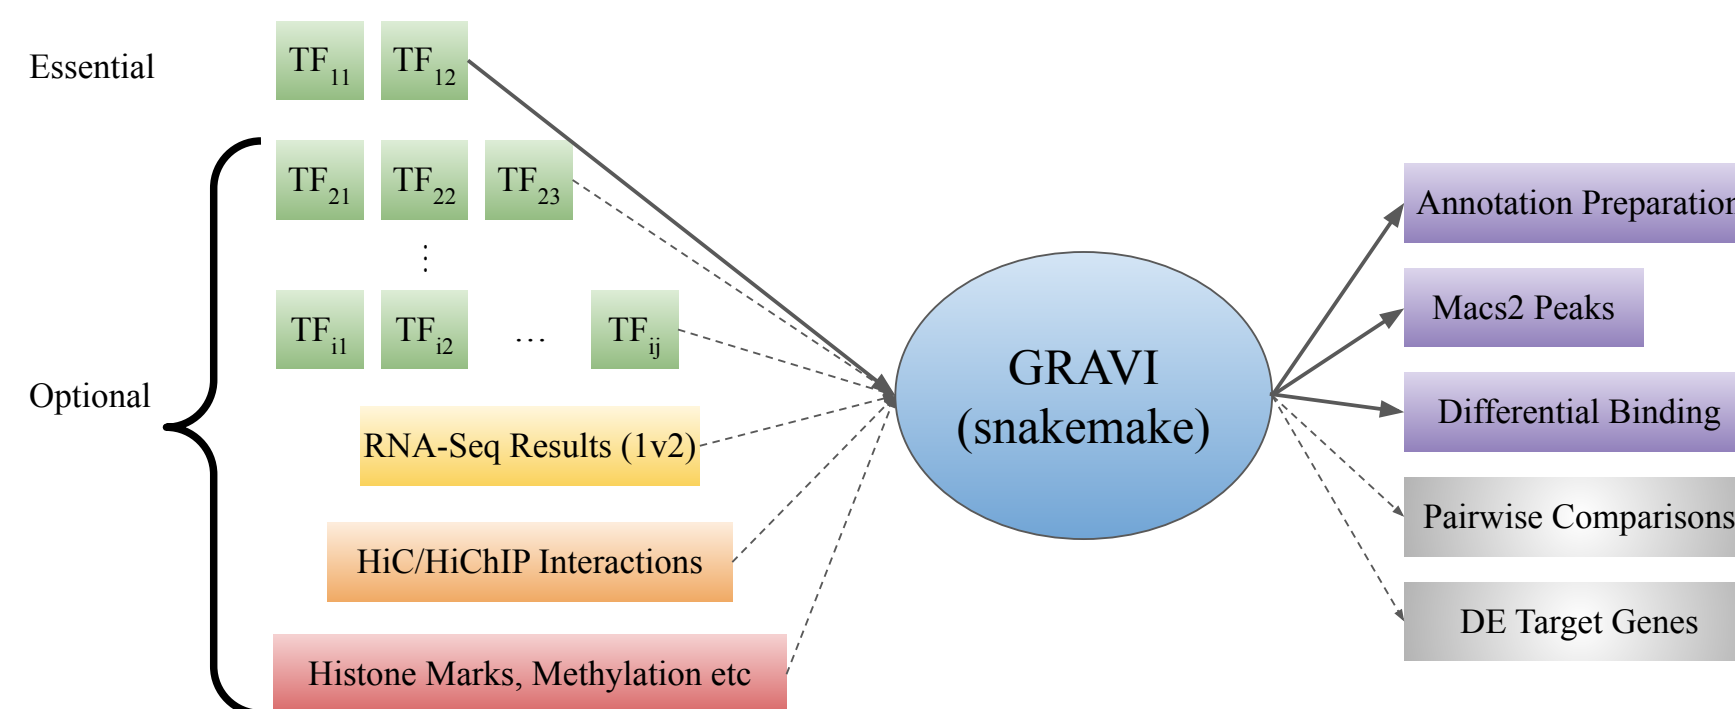 Essential
TF11 TF12
TF21 TF22 TF23
⋮
TFi1 TFi2 … TFij
Optional
RNA-Seq Results (1v2)
HiC/HiChIP Interactions
Histone Marks, Methylation etc
GRAVI
(snakemake)
Annotation Preparation
Macs2 Peaks
Differential Binding
Pairwise Comparisons
DE Target Genes